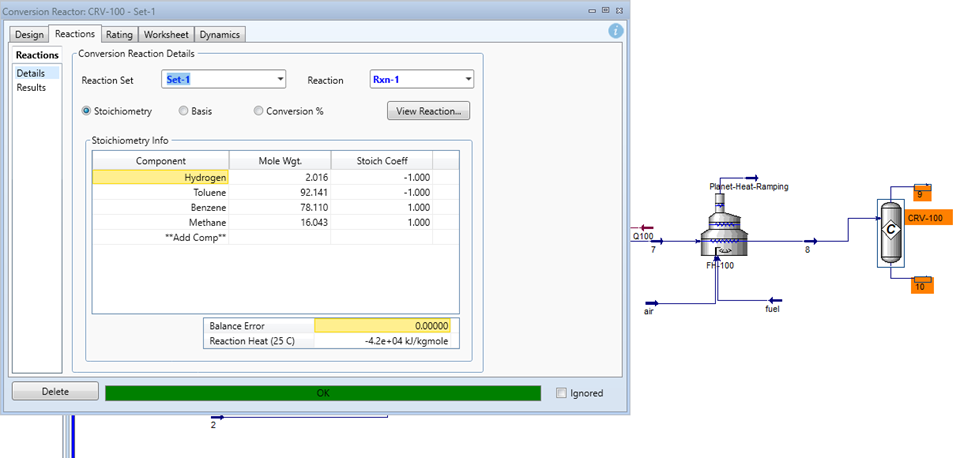 Conversion Reactor: CRV-100 - Set-1
Design Reactions Rating Worksheet Dynamics
Reactions
Details
Results
Conversion Reaction Details
Reaction Set Set-1 Reaction Rxn-1
Stoichiometry Basis Conversion % View Reaction...
Stoichiometry Info
Component Mole Wgt. Stoich Coeff
Hydrogen 2.016 -1.000
Toluene 92.141 -1.000
Benzene 78.110 1.000
Methane 16.043 1.000
**Add Comp**
Balance Error 0.00000
Reaction Heat (25 C) -4.2e+04 kJ/kgmole
Delete OK Ignored
2
Planet-Heat-Ramping
Q100
7
FH-100
8
air
fuel
9
CRV-100
C
10